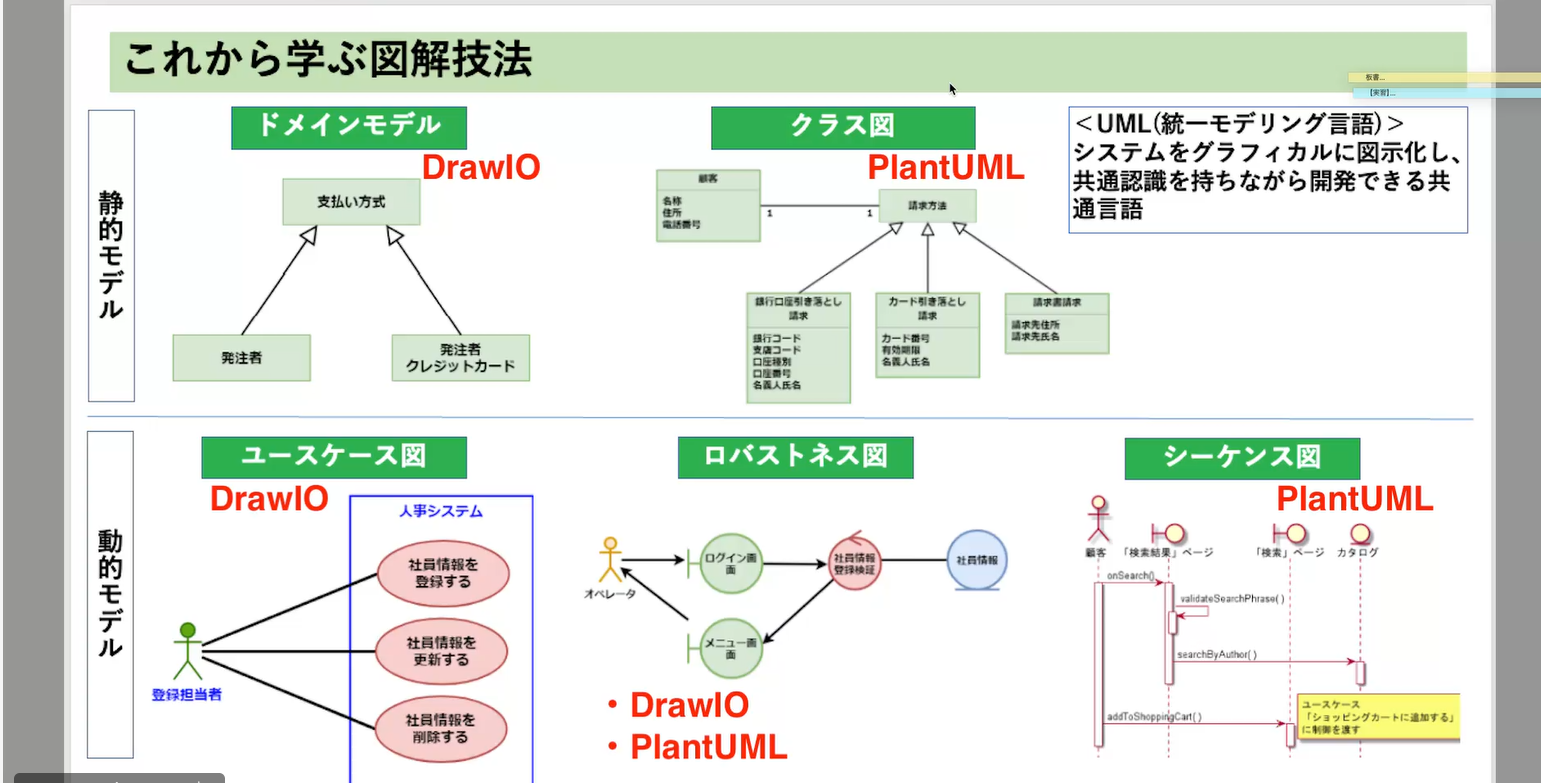 これから学ぶ図解技法
板書...
【実習】...
静的モデル
ドメインモデル
DrawIO
支払い方式
発注者
発注者
クレジットカード
クラス図
PlantUML
顧客
名称
住所
電話番号
1
1
請求方法
銀行口座引き落とし
請求
銀行コード
支店コード
口座種別
口座番号
名義人氏名
カード引き落とし
請求
カード番号
有効期限
名義人氏名
請求書請求
請求先住所
請求先氏名
＜UML(統一モデリング言語)＞
システムをグラフィカルに図示化し、
共通認識を持ちながら開発できる共
通言語
動的モデル
ユースケース図
DrawIO
人事システム
社員情報を
登録する
社員情報を
更新する
社員情報を
削除する
登録担当者
ロバストネス図
オペレータ
ログイン画
面
社員情報
登録検証
社員情報
メニュー画
面
・DrawIO
・PlantUML
シーケンス図
PlantUML
顧客
「検索結果」ページ
「検索」ページ
カタログ
onSearch()
validateSearchPhrase( )
searchByAuthor( )
addToShoppingCart( )
ユースケース
「ショッピングカートに追加する」
に制御を渡す